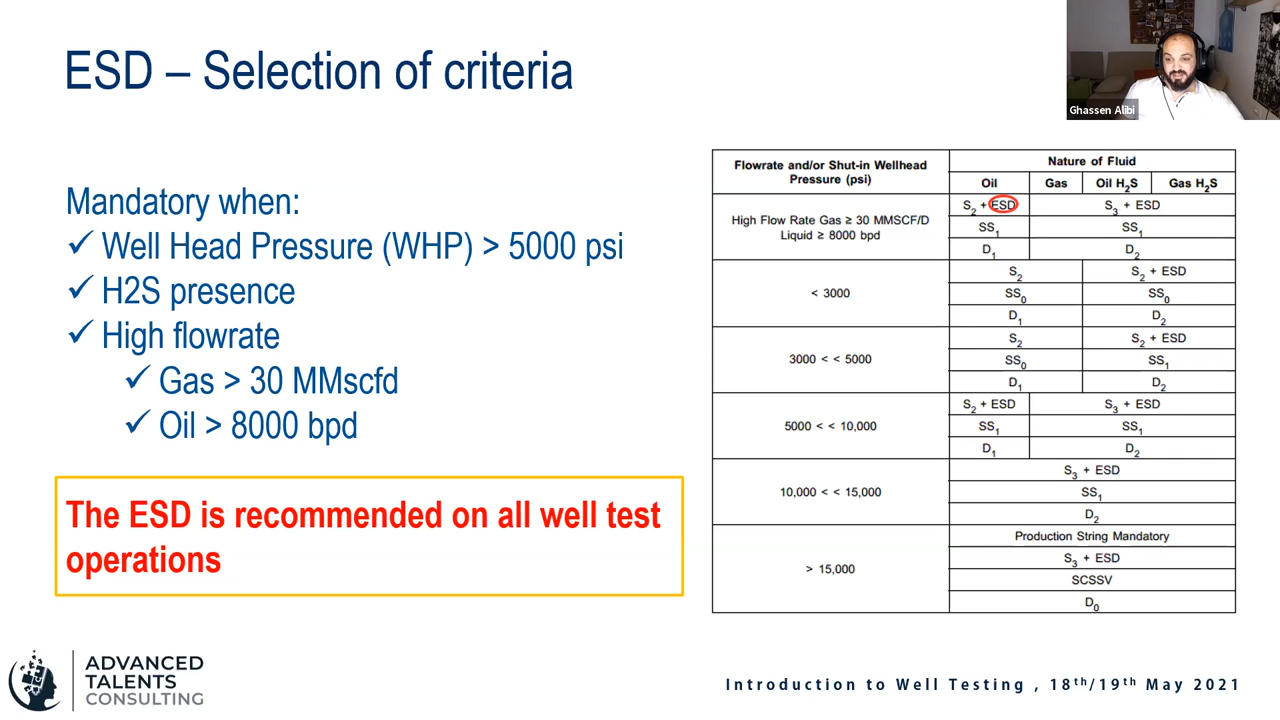 ESD – Selection of criteria
Ghassen Alibi
Mandatory when:
✓ Well Head Pressure (WHP) > 5000 psi
✓ H2S presence
✓ High flowrate
✓ Gas > 30 MMscfd
✓ Oil > 8000 bpd
The ESD is recommended on all well test
operations
Flowrate and/or Shut-in Wellhead
Pressure (psi)
Nature of Fluid
Oil
Gas
Oil H₂S
Gas H₂S
High Flow Rate Gas ≥ 30 MMSCF/D
Liquid ≥ 8000 bpd
S₂ + ESD
S₃ + ESD
SS₁
SS₁
D₁
D₂
< 3000
S₂
S₂ + ESD
SS₀
SS₀
D₁
D₂
3000 < < 5000
S₂
S₂ + ESD
SS₀
SS₁
D₁
D₂
5000 < < 10,000
S₂ + ESD
S₃ + ESD
SS₁
SS₁
D₁
D₂
10,000 < < 15,000
S₃ + ESD
SS₁
D₂
> 15,000
Production String Mandatory
S₃ + ESD
SCSSV
D₀
ADVANCED
TALENTS
CONSULTING
Introduction to Well Testing , 18th/19th May 2021